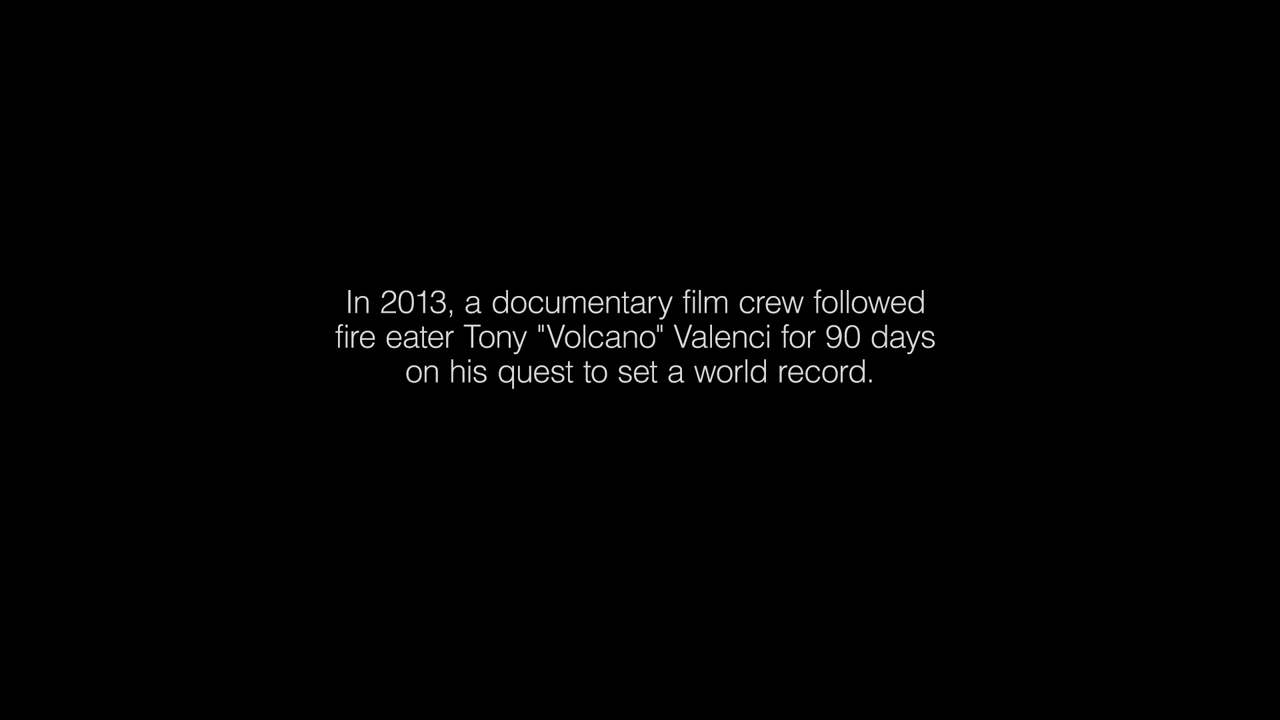 In 2013, a documentary film crew followed
fire eater Tony "Volcano" Valenci for 90 days
on his quest to set a world record.